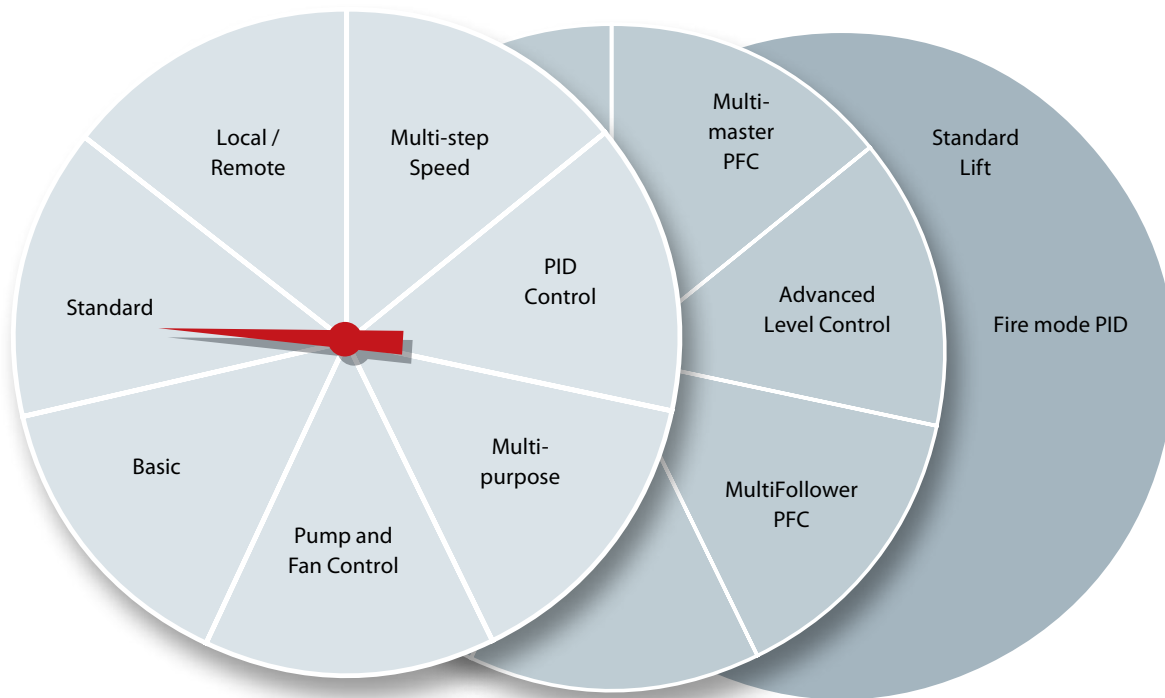 Local /
Remote
Multi-step
Speed
PID
Control
Multi-
purpose
Pump and
Fan Control
Basic
Standard
Multi-
master
PFC
Advanced
Level Control
MultiFollower
PFC
Standard
Lift
Fire mode PID